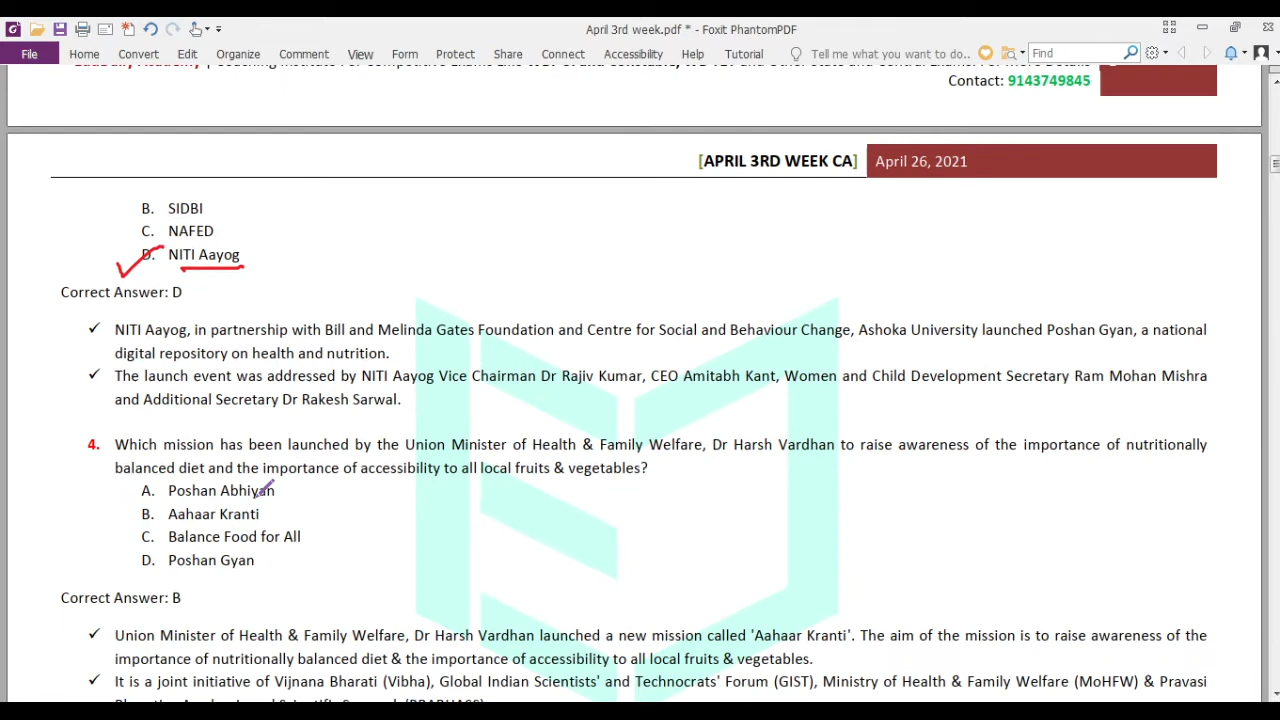 April 3rd week.pdf * - Foxit PhantomPDF
File Home Convert Edit Organize Comment View Form Protect Share Connect Accessibility Help Tutorial Tell me what you want to do.. Find
Contact: 9143749845
[APRIL 3RD WEEK CA] April 26, 2021
B. SIDBI
C. NAFED
D. NITI Aayog
Correct Answer: D
✓ NITI Aayog, in partnership with Bill and Melinda Gates Foundation and Centre for Social and Behaviour Change, Ashoka University launched Poshan Gyan, a national
digital repository on health and nutrition.
✓ The launch event was addressed by NITI Aayog Vice Chairman Dr Rajiv Kumar, CEO Amitabh Kant, Women and Child Development Secretary Ram Mohan Mishra
and Additional Secretary Dr Rakesh Sarwal.
4. Which mission has been launched by the Union Minister of Health & Family Welfare, Dr Harsh Vardhan to raise awareness of the importance of nutritionally
balanced diet and the importance of accessibility to all local fruits & vegetables?
A. Poshan Abhiyan
B. Aahaar Kranti
C. Balance Food for All
D. Poshan Gyan
Correct Answer: B
✓ Union Minister of Health & Family Welfare, Dr Harsh Vardhan launched a new mission called 'Aahaar Kranti'. The aim of the mission is to raise awareness of the
importance of nutritionally balanced diet & the importance of accessibility to all local fruits & vegetables.
✓ It is a joint initiative of Vijnana Bharati (Vibha), Global Indian Scientists' and Technocrats' Forum (GIST), Ministry of Health & Family Welfare (MoHFW) & Pravasi